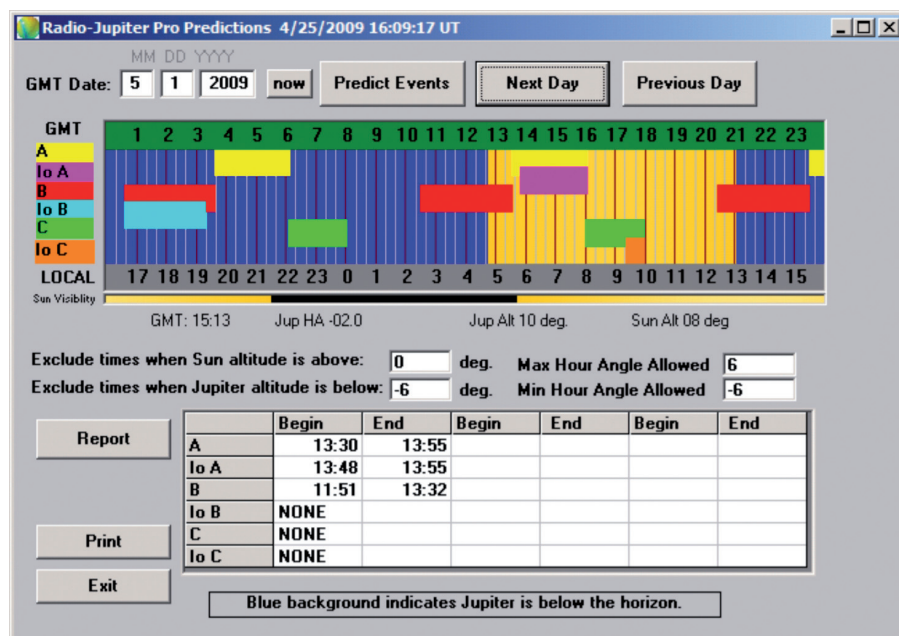 Radio-Jupiter Pro Predictions 4/25/2009 16:09:17 UT
MM DD YYYY
GMT Date: 5 1 2009 now Predict Events Next Day Previous Day
GMT 1 2 3 4 5 6 7 8 9 10 11 12 13 14 15 16 17 18 19 20 21 22 23
A
Io A
B
Io B
C
Io C
LOCAL 17 18 19 20 21 22 23 0 1 2 3 4 5 6 7 8 9 10 11 12 13 14 15
Sun Visiblity
GMT: 15:13 Jup HA -02.0 Jup Alt 10 deg. Sun Alt 08 deg
Exclude times when Sun altitude is above: 0 deg. Max Hour Angle Allowed 6
Exclude times when Jupiter altitude is below: -6 deg. Min Hour Angle Allowed -6
Report
Begin End Begin End Begin End
A 13:30 13:55
Io A 13:48 13:55
B 11:51 13:32
Io B NONE
Print
C NONE
Io C NONE
Exit
Blue background indicates Jupiter is below the horizon.